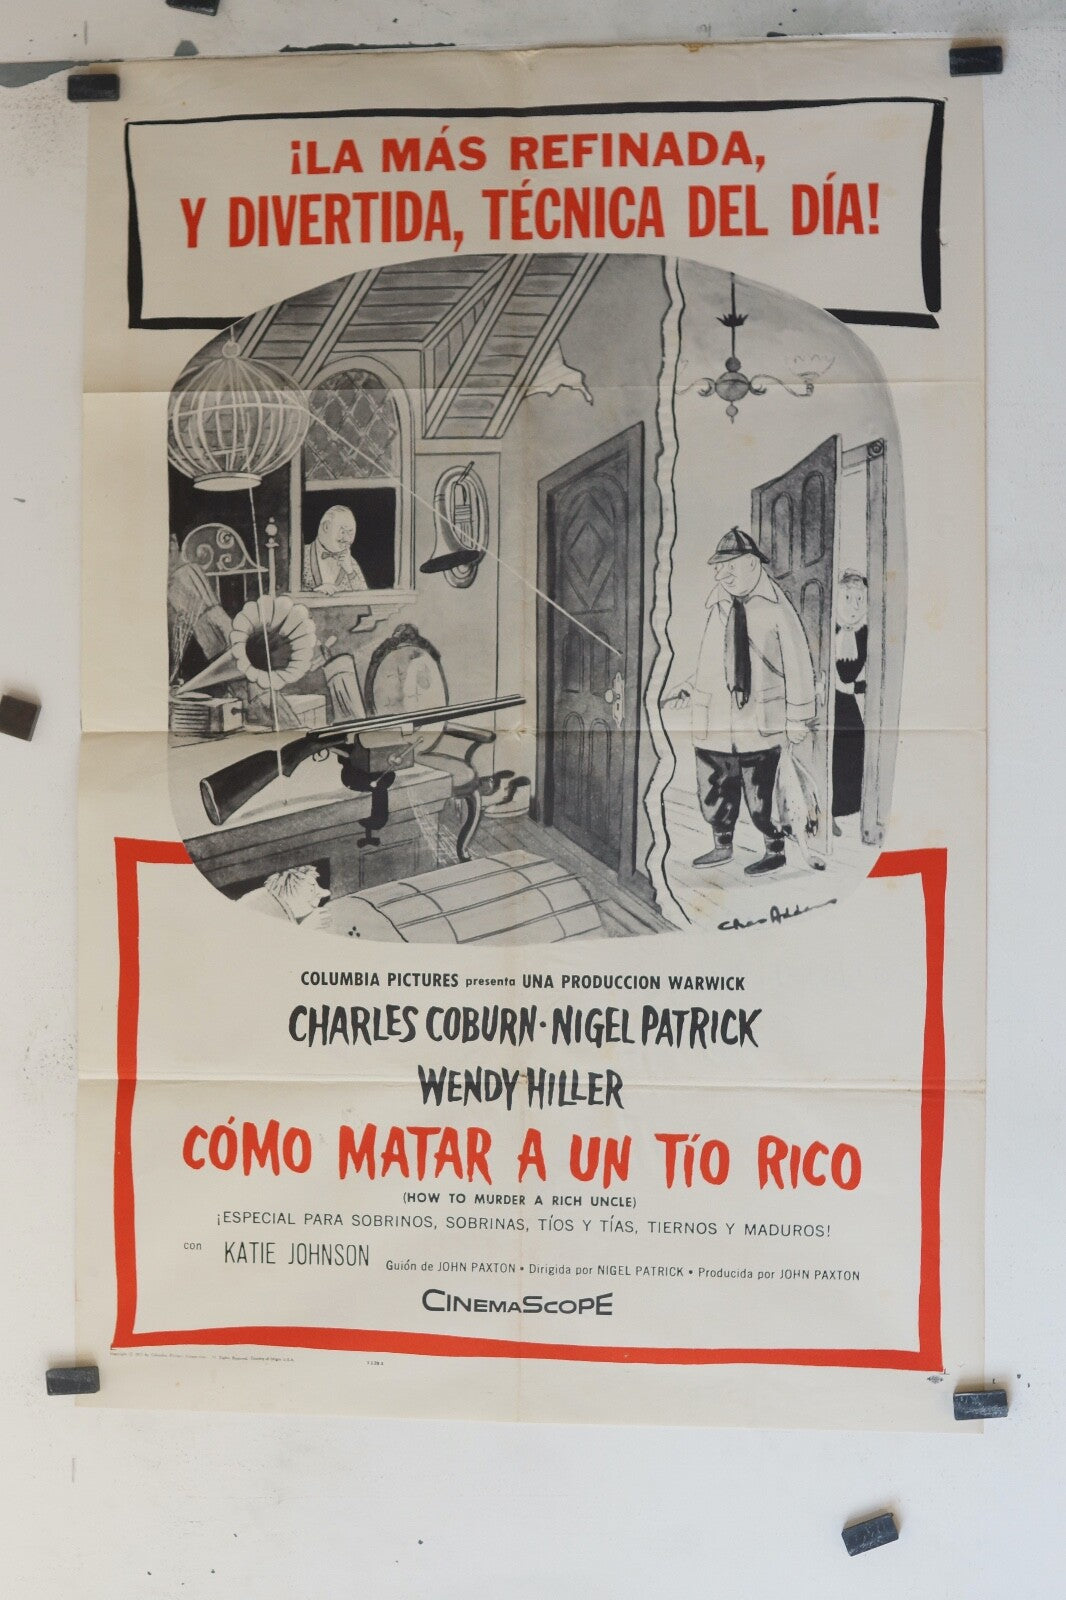 ¡LA MÁS REFINADA,
Y DIVERTIDA, TÉCNICA DEL DÍA!
Chas Addams
COLUMBIA PICTURES presenta UNA PRODUCCION WARWICK
CHARLES COBURN · NIGEL PATRICK
WENDY HILLER
CÓMO MATAR A UN TÍO RICO
(HOW TO MURDER A RICH UNCLE)
¡ESPECIAL PARA SOBRINOS, SOBRINAS, TÍOS Y TÍAS, TIERNOS Y MADUROS!
con KATIE JOHNSON Guión de JOHN PAXTON • Dirigida por NIGEL PATRICK • Producida por JOHN PAXTON
CINEMASCOPE